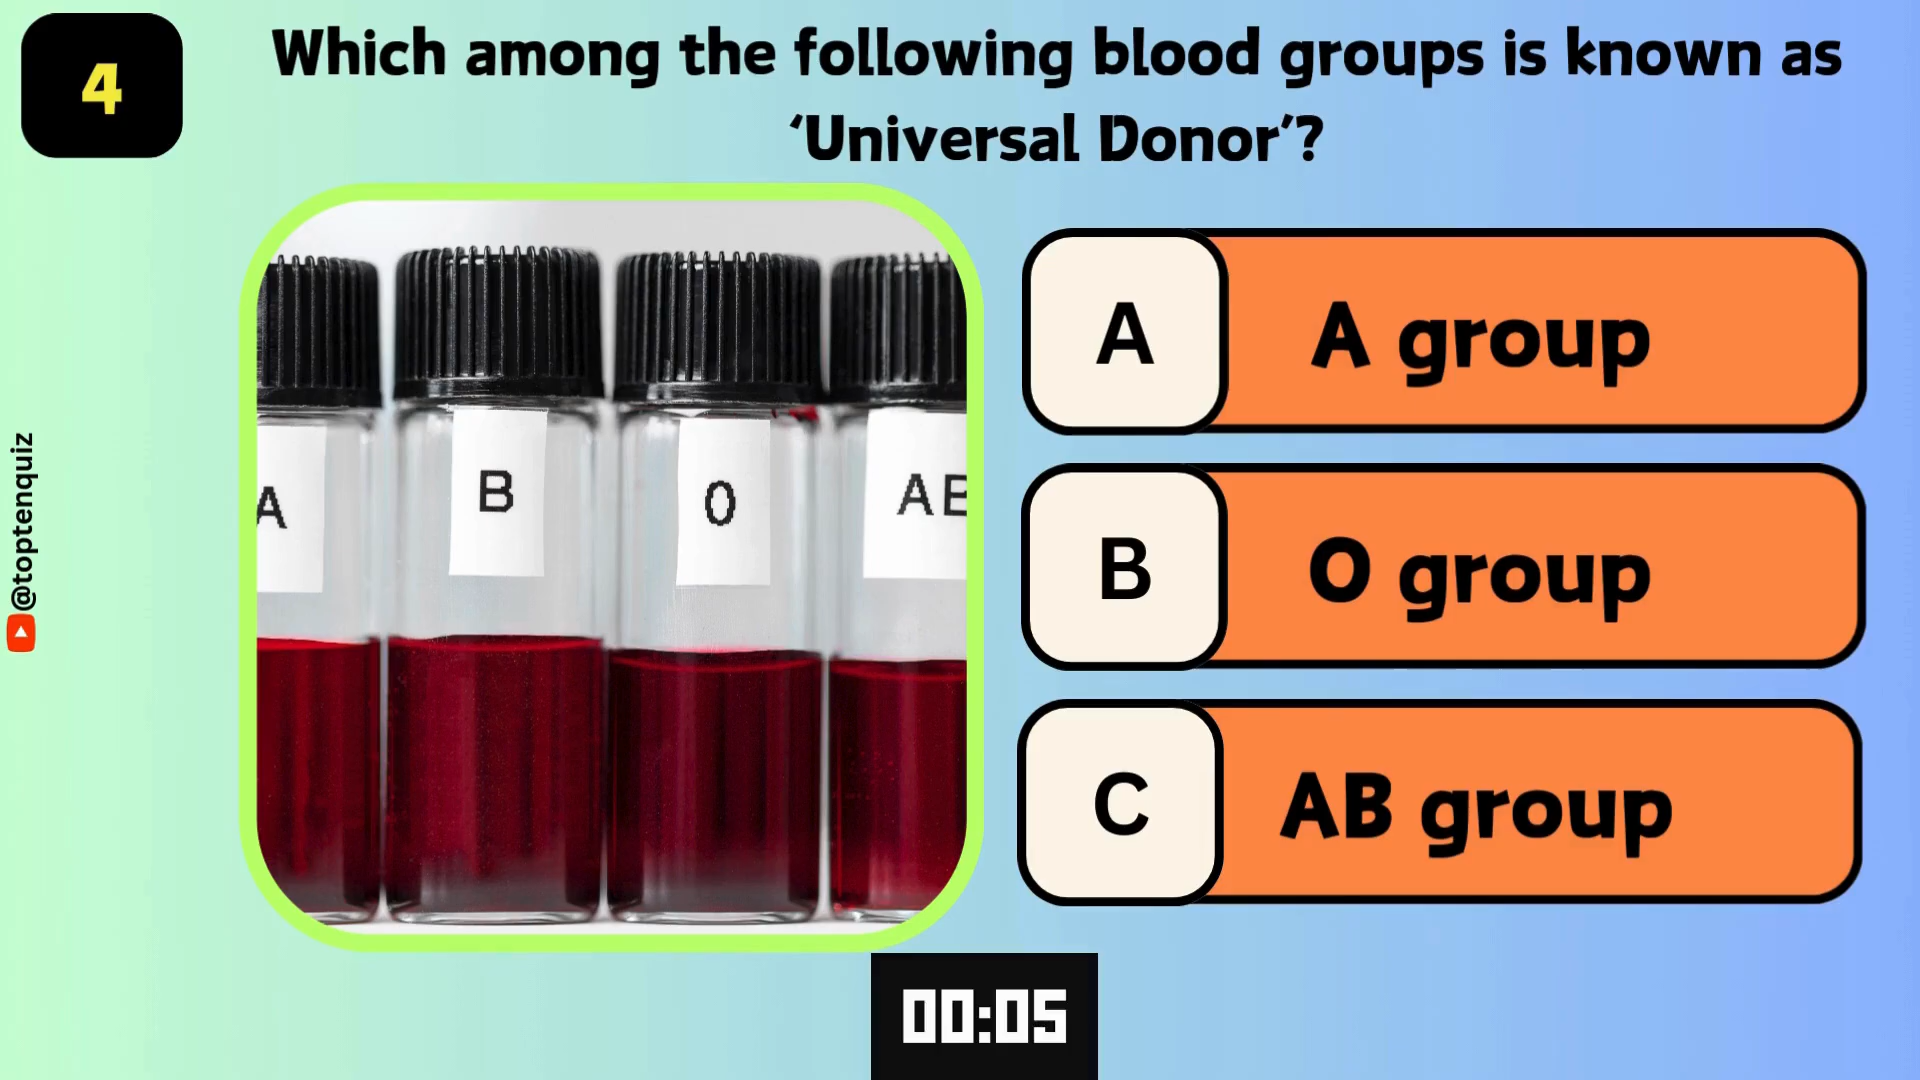 4
Which among the following blood groups is known as
‘Universal Donor’?
A
B
O
AB
A
A group
B
O group
C
AB group
@toptenquiz
00:05